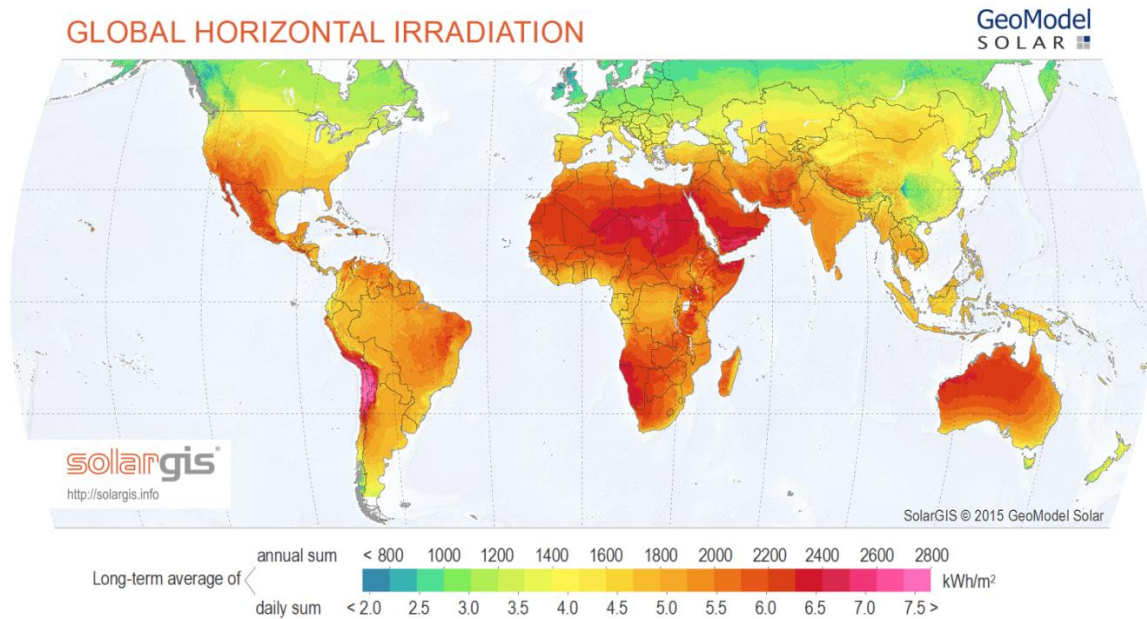 GLOBAL HORIZONTAL IRRADIATION
GeoModel
SOLAR
solargis®
http://solargis.info
SolarGIS © 2015 GeoModel Solar
Long-term average of
annual sum < 800 1000 1200 1400 1600 1800 2000 2200 2400 2600 2800 kWh/m²
daily sum < 2.0 2.5 3.0 3.5 4.0 4.5 5.0 5.5 6.0 6.5 7.0 7.5 >